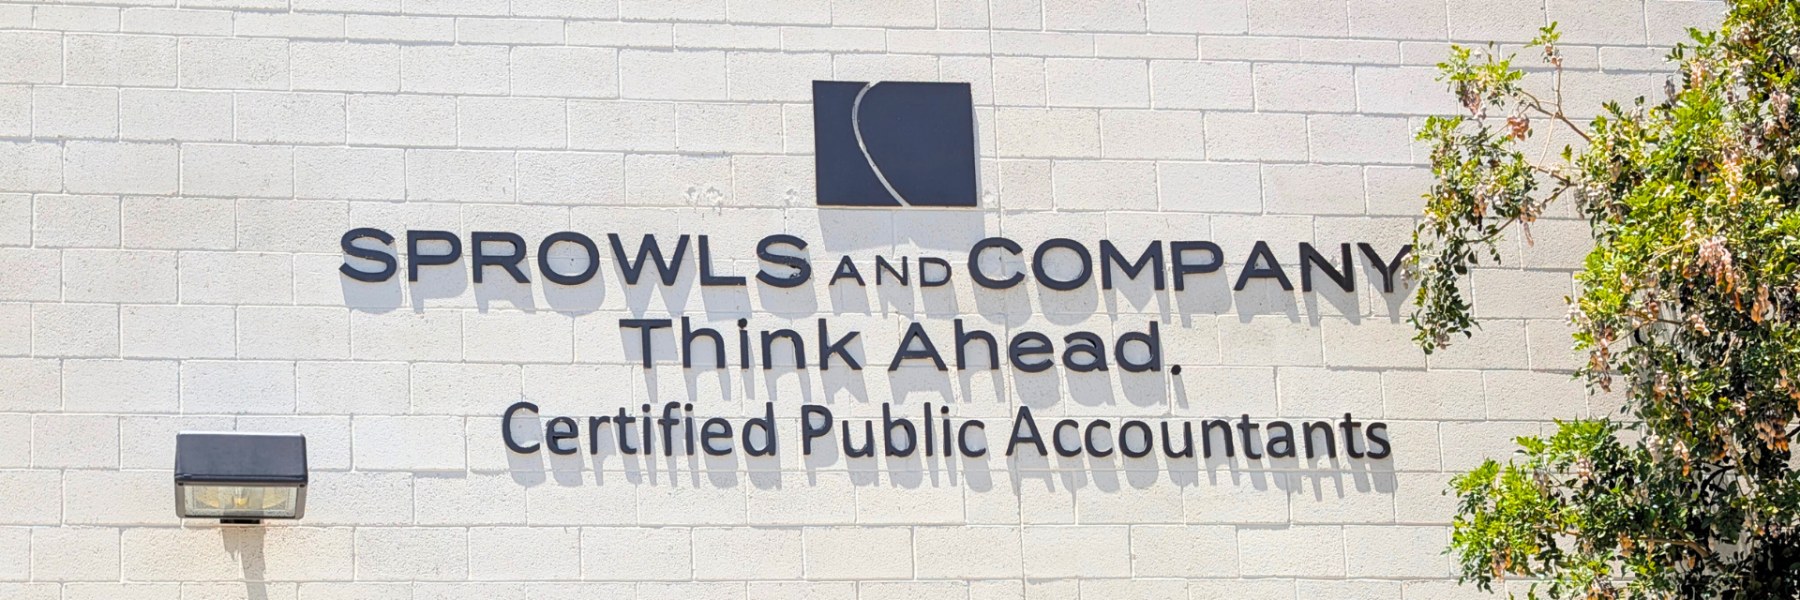 SPROWLS AND COMPANY
Think Ahead.
Certified Public Accountants